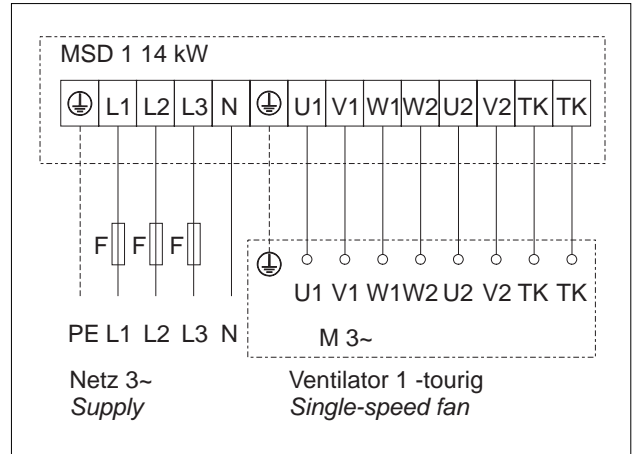 MSD 1 14 kW
L1 L2 L3 N U1 V1 W1 W2 U2 V2 TK TK
F F F
U1 V1 W1 W2 U2 V2 TK TK
PE L1 L2 L3 N M 3~
Netz 3~ Ventilator 1 -tourig
Supply Single-speed fan